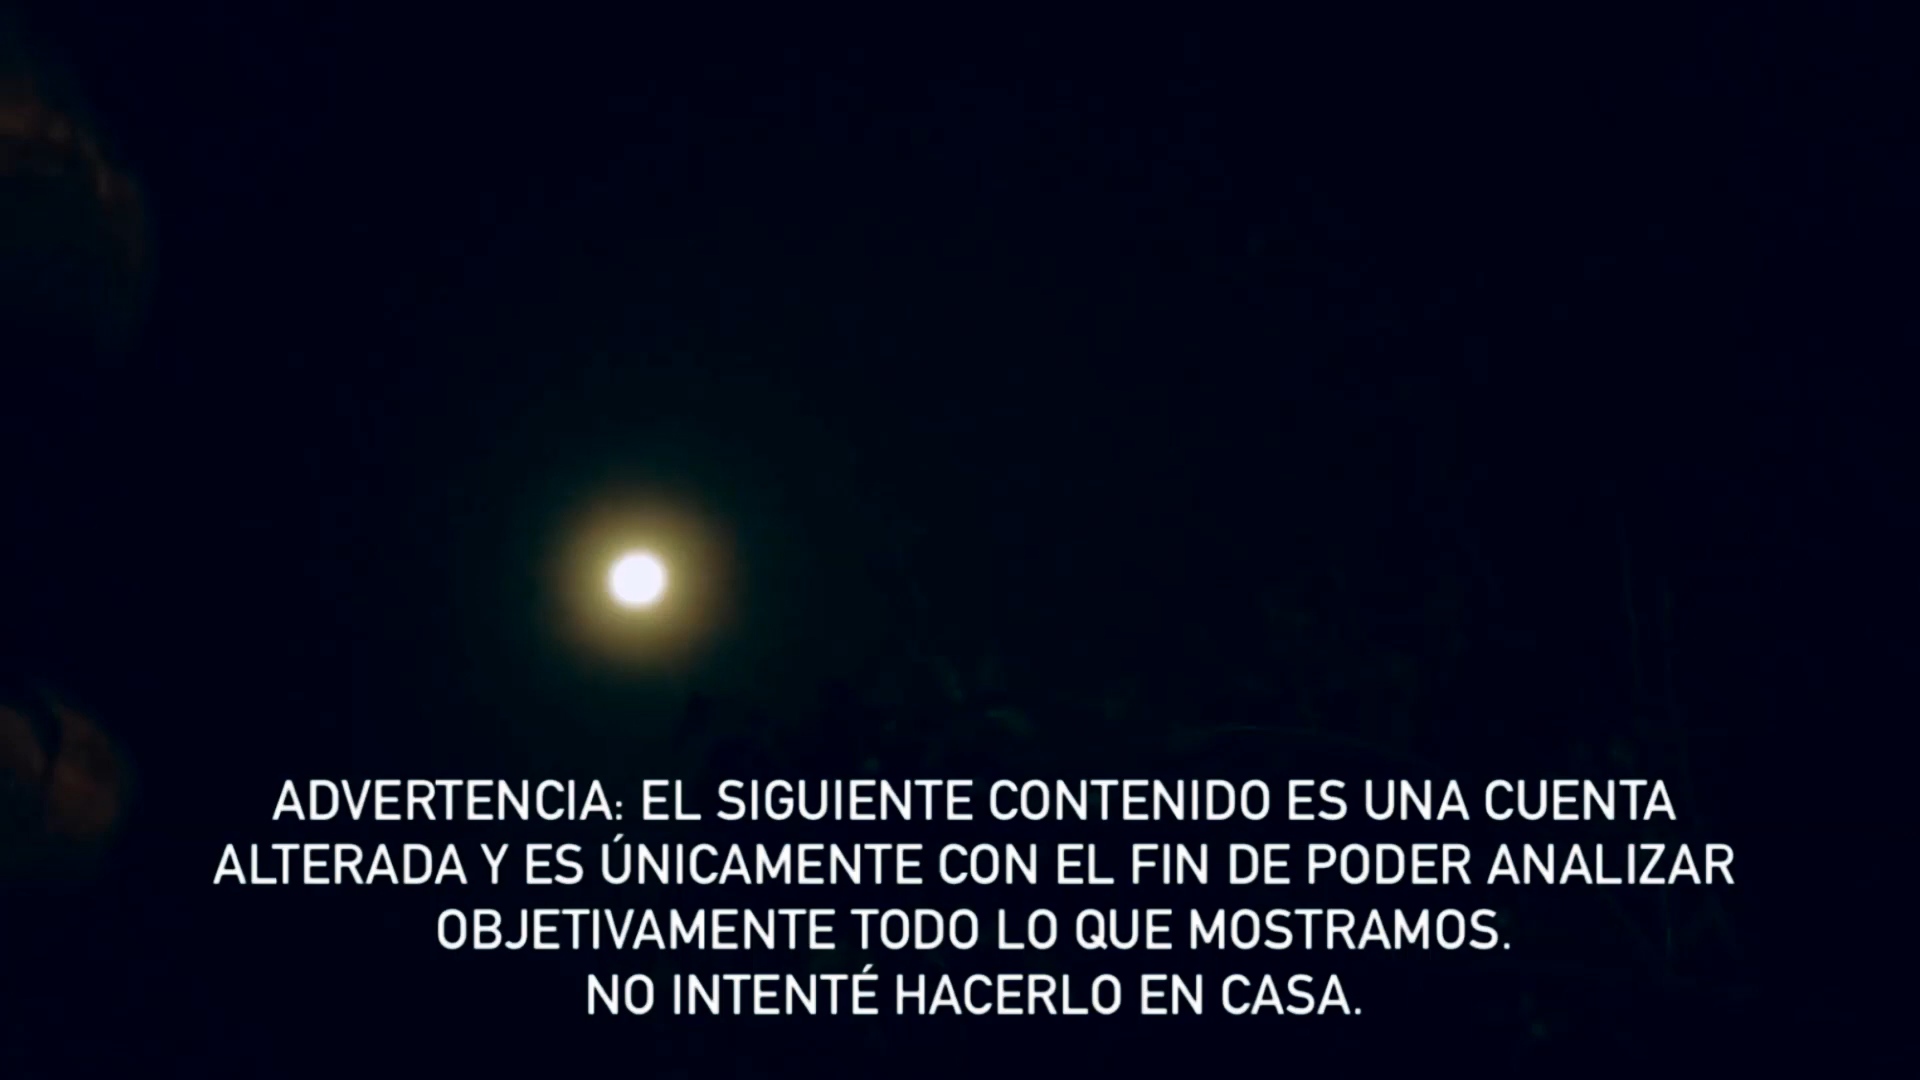 ADVERTENCIA: EL SIGUIENTE CONTENIDO ES UNA CUENTA
ALTERADA Y ES ÚNICAMENTE CON EL FIN DE PODER ANALIZAR
OBJETIVAMENTE TODO LO QUE MOSTRAMOS.
NO INTENTÉ HACERLO EN CASA.